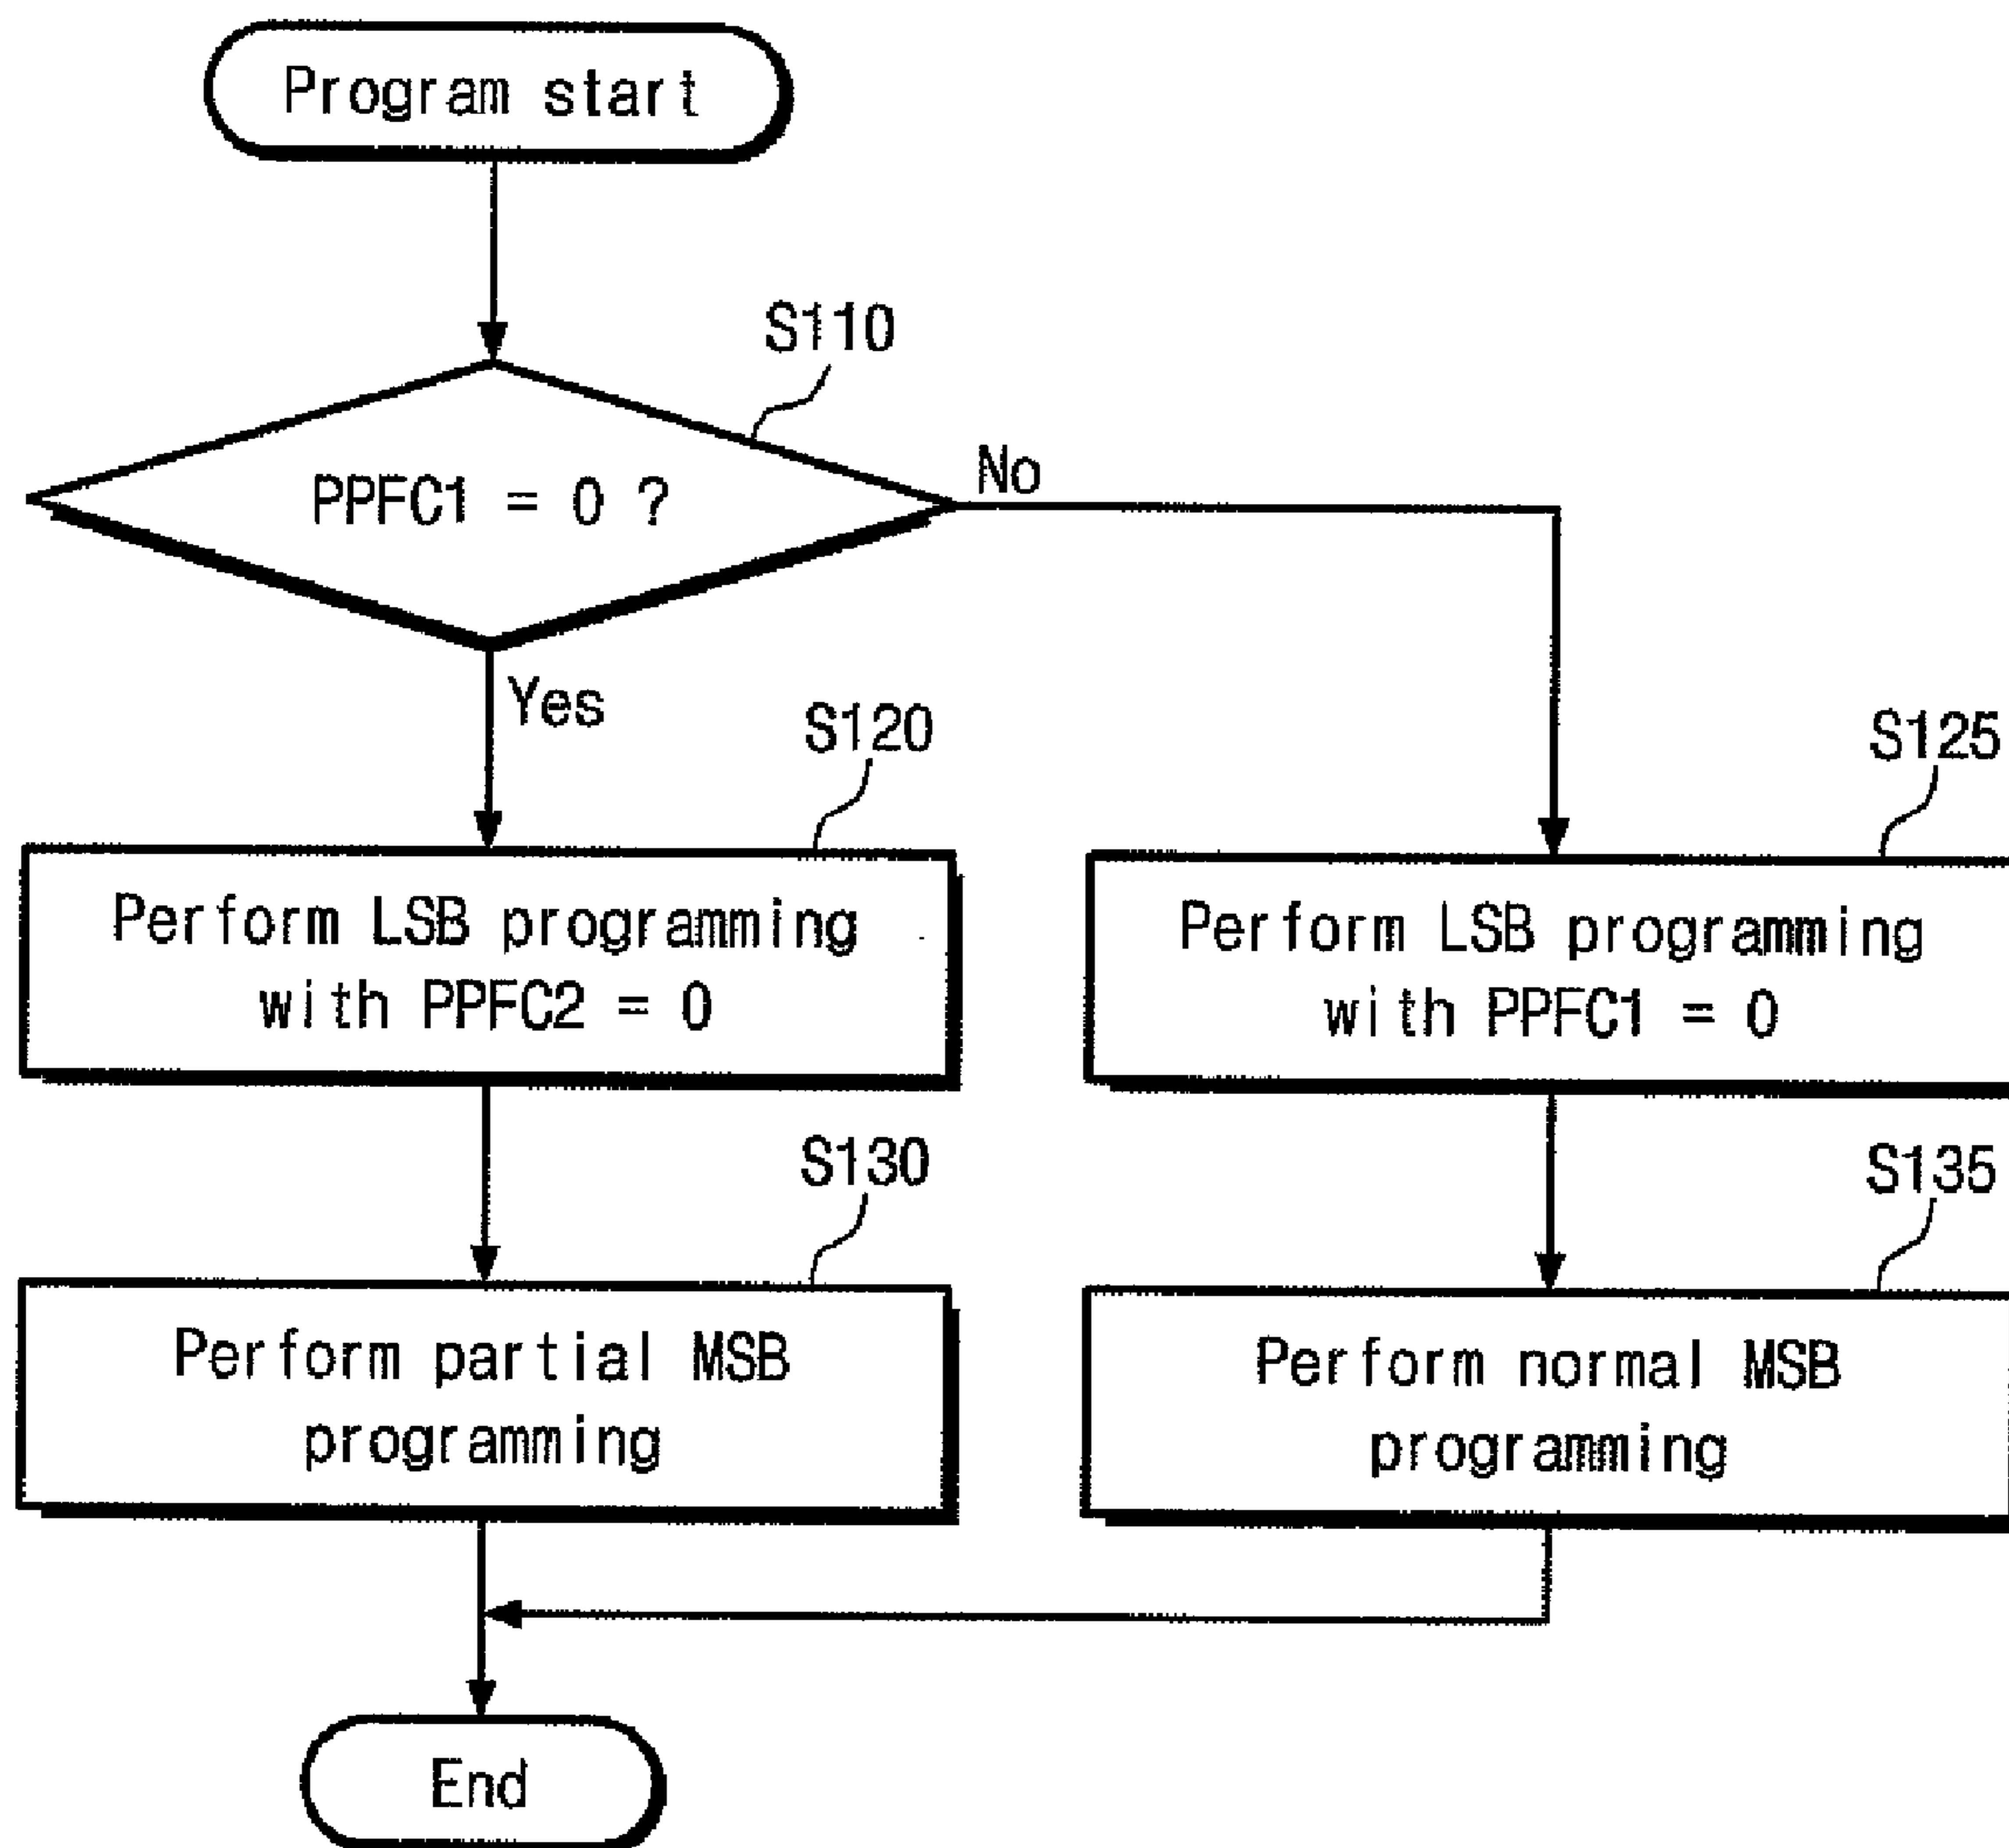 Program start
S110
PPFC1 = 0 ?
No
Yes
S120
S125
Perform LSB programming
with PPFC2 = 0
Perform LSB programming
with PPFC1 = 0
S130
S135
Perform partial MSB
programming
Perform normal MSB
programming
End